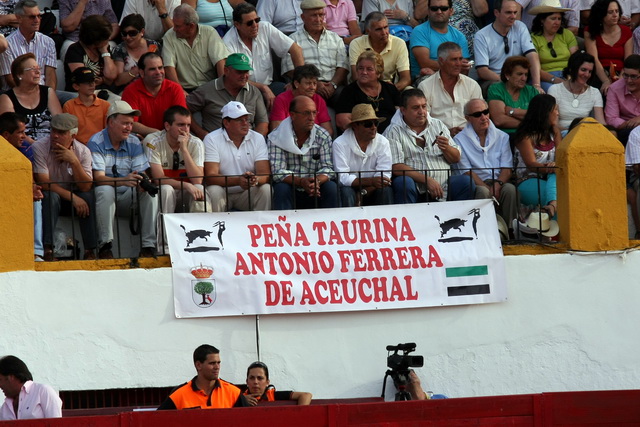 PEÑA TAURINA
ANTONIO FERRERA
DE ACEUCHAL